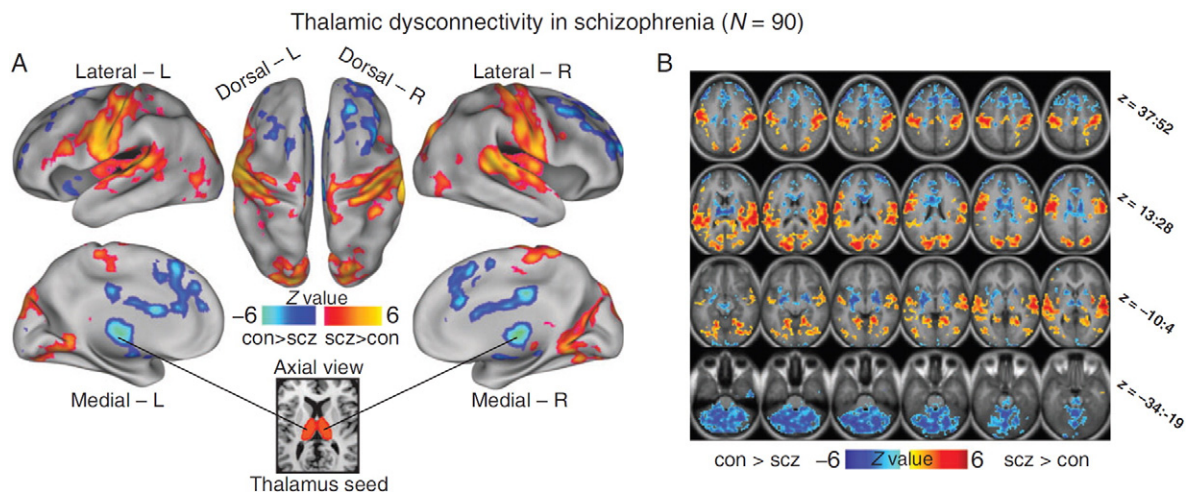 Thalamic dysconnectivity in schizophrenia (N = 90)
A
Lateral – L
Dorsal – L
Dorsal – R
Lateral – R
Z value
–6
6
con>scz
scz>con
Axial view
Medial – L
Medial – R
Thalamus seed
B
z = 37:52
z = 13:28
z = –10:4
z = –34:-19
con > scz
–6
Z value
6
scz > con